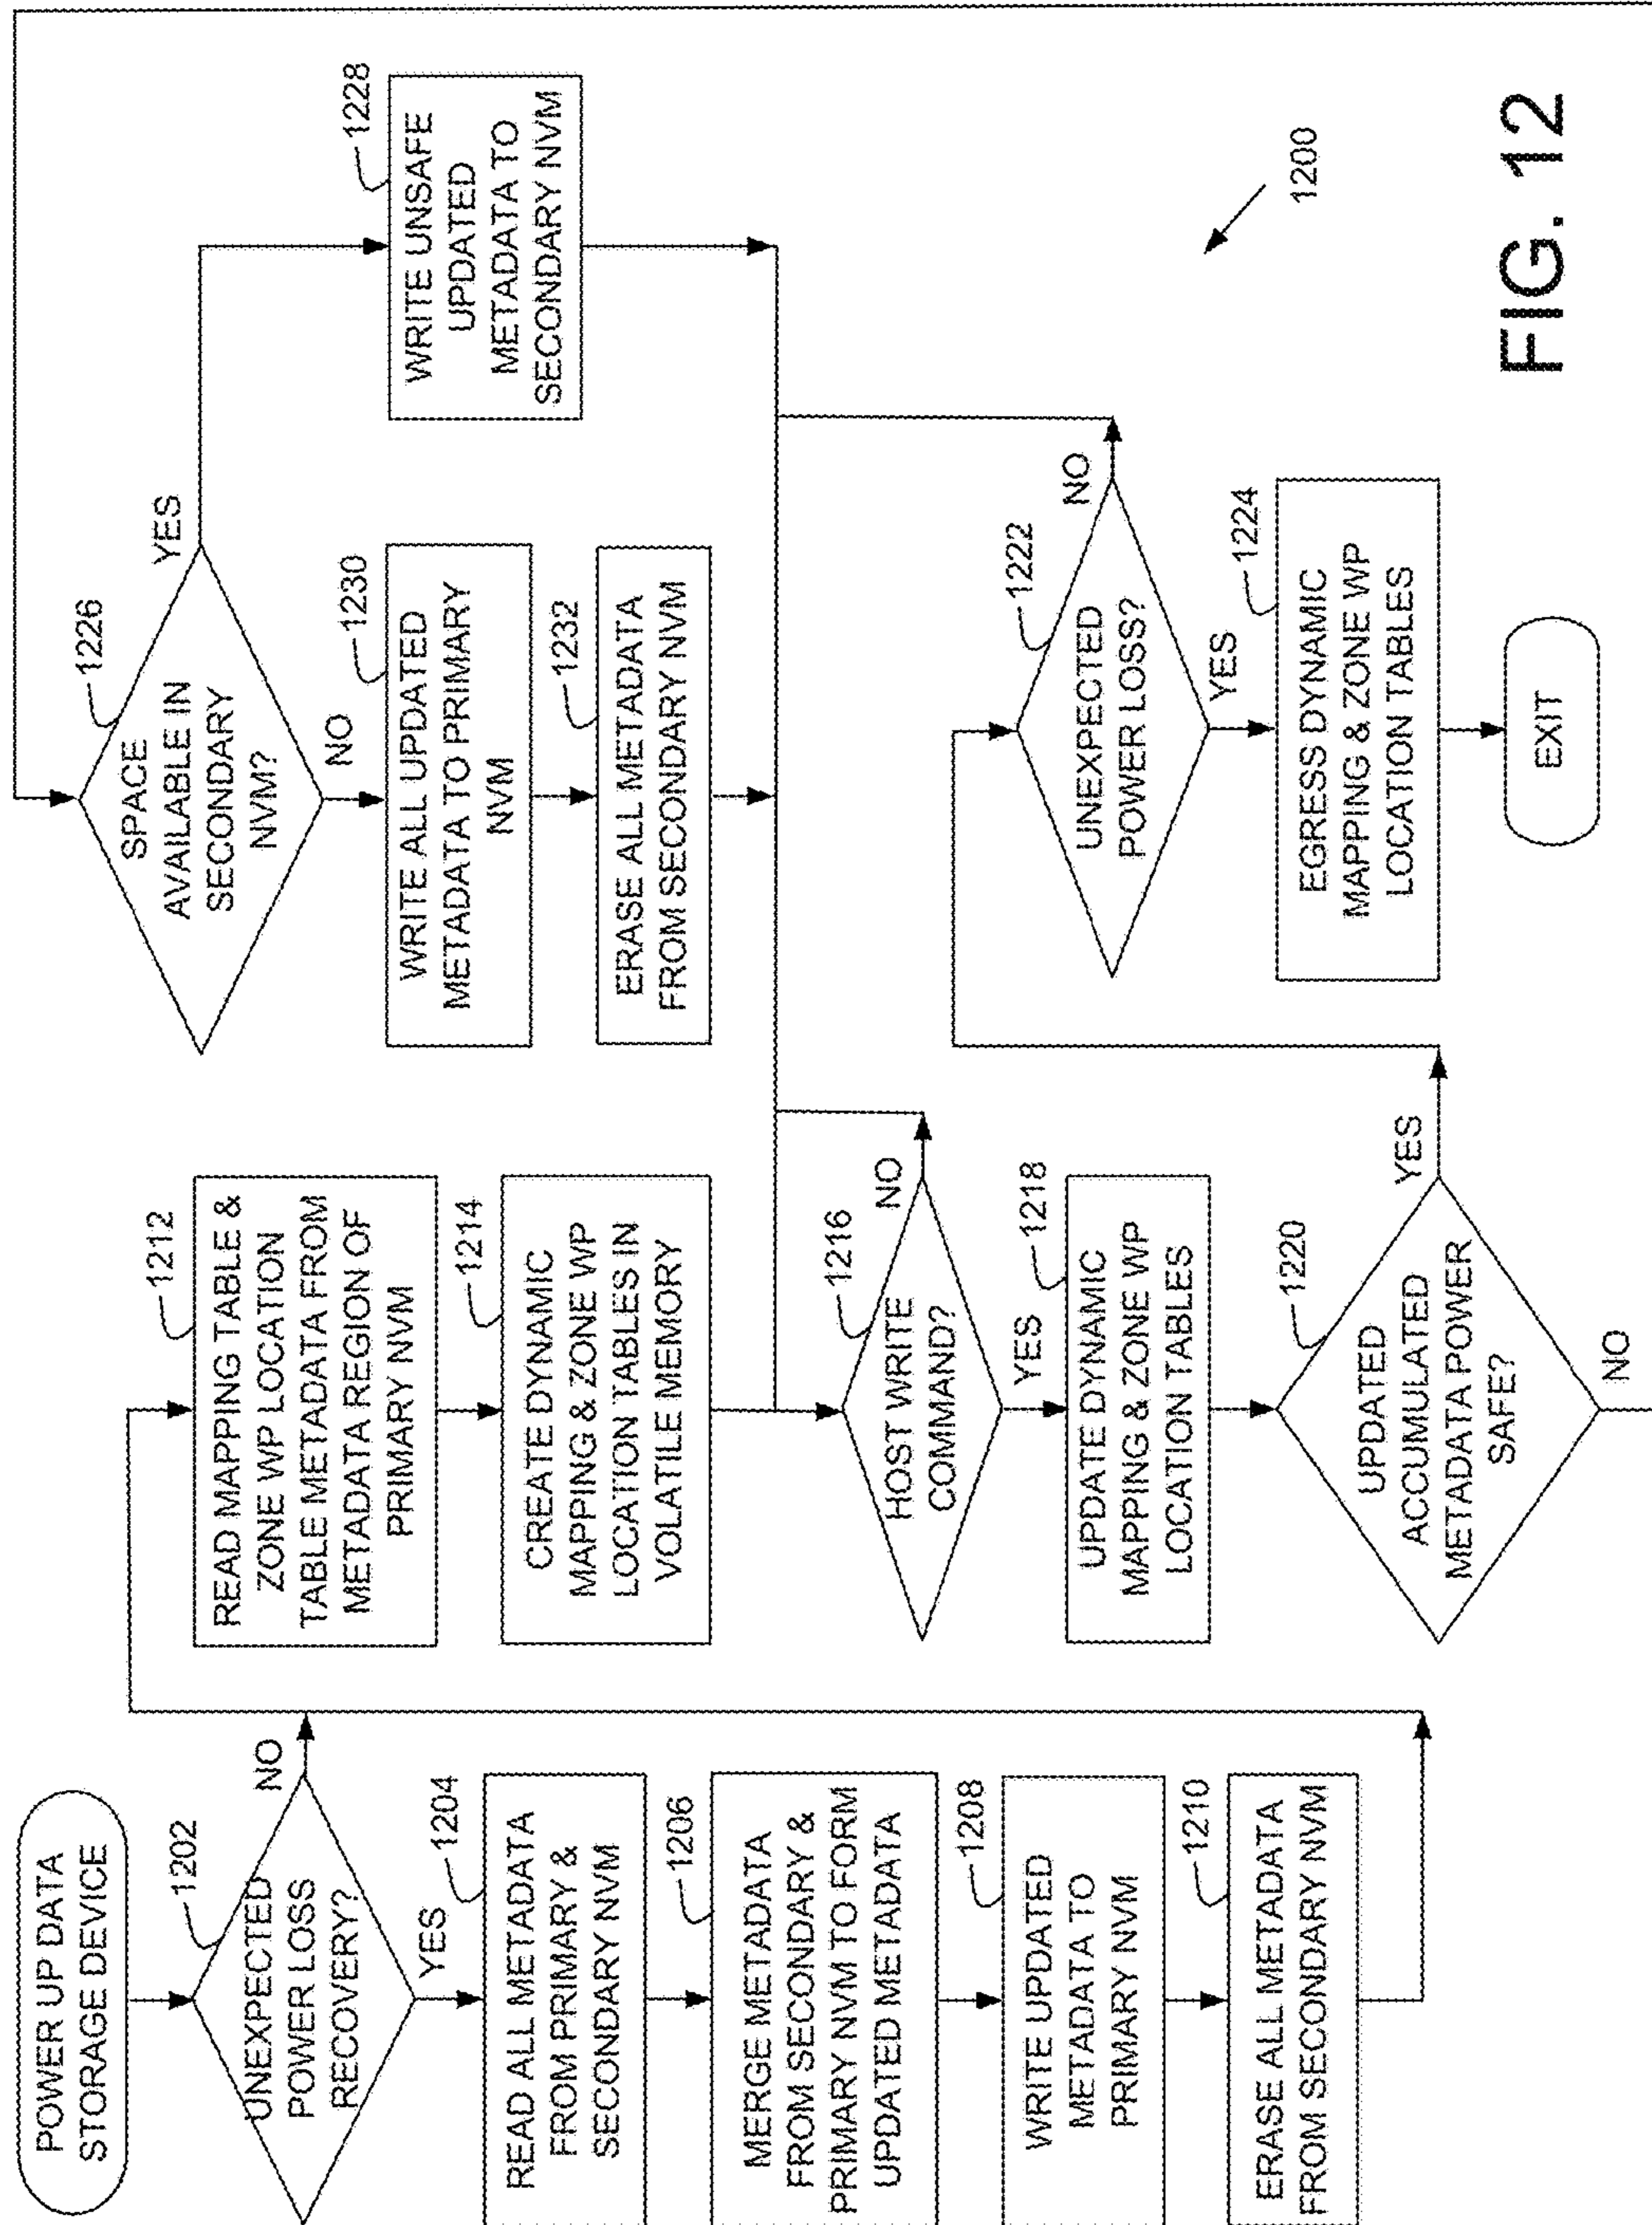 POWER UP DATA
STORAGE DEVICE
1202
UNEXPECTED
POWER LOSS
RECOVERY?
NO
YES
1204
READ ALL METADATA
FROM PRIMARY &
SECONDARY NVM
1206
MERGE METADATA
FROM SECONDARY &
PRIMARY NVM TO FORM
UPDATED METADATA
1208
WRITE UPDATED
METADATA TO
PRIMARY NVM
1210
ERASE ALL METADATA
FROM SECONDARY NVM
1212
READ MAPPING TABLE &
ZONE WP LOCATION
TABLE METADATA FROM
METADATA REGION OF
PRIMARY NVM
1214
CREATE DYNAMIC
MAPPING & ZONE WP
LOCATION TABLES IN
VOLATILE MEMORY
1216
HOST WRITE
COMMAND?
NO
YES
1218
UPDATE DYNAMIC
MAPPING & ZONE WP
LOCATION TABLES
1220
UPDATED
ACCUMULATED
METADATA POWER
SAFE?
YES
NO
1226
SPACE
AVAILABLE IN
SECONDARY
NVM?
YES
NO
1230
WRITE ALL UPDATED
METADATA TO PRIMARY
NVM
1232
ERASE ALL METADATA
FROM SECONDARY NVM
1222
UNEXPECTED
POWER LOSS?
NO
YES
1224
EGRESS DYNAMIC
MAPPING & ZONE WP
LOCATION TABLES
EXIT
1228
WRITE UNSAFE
UPDATED
METADATA TO
SECONDARY NVM
1200
FIG. 12